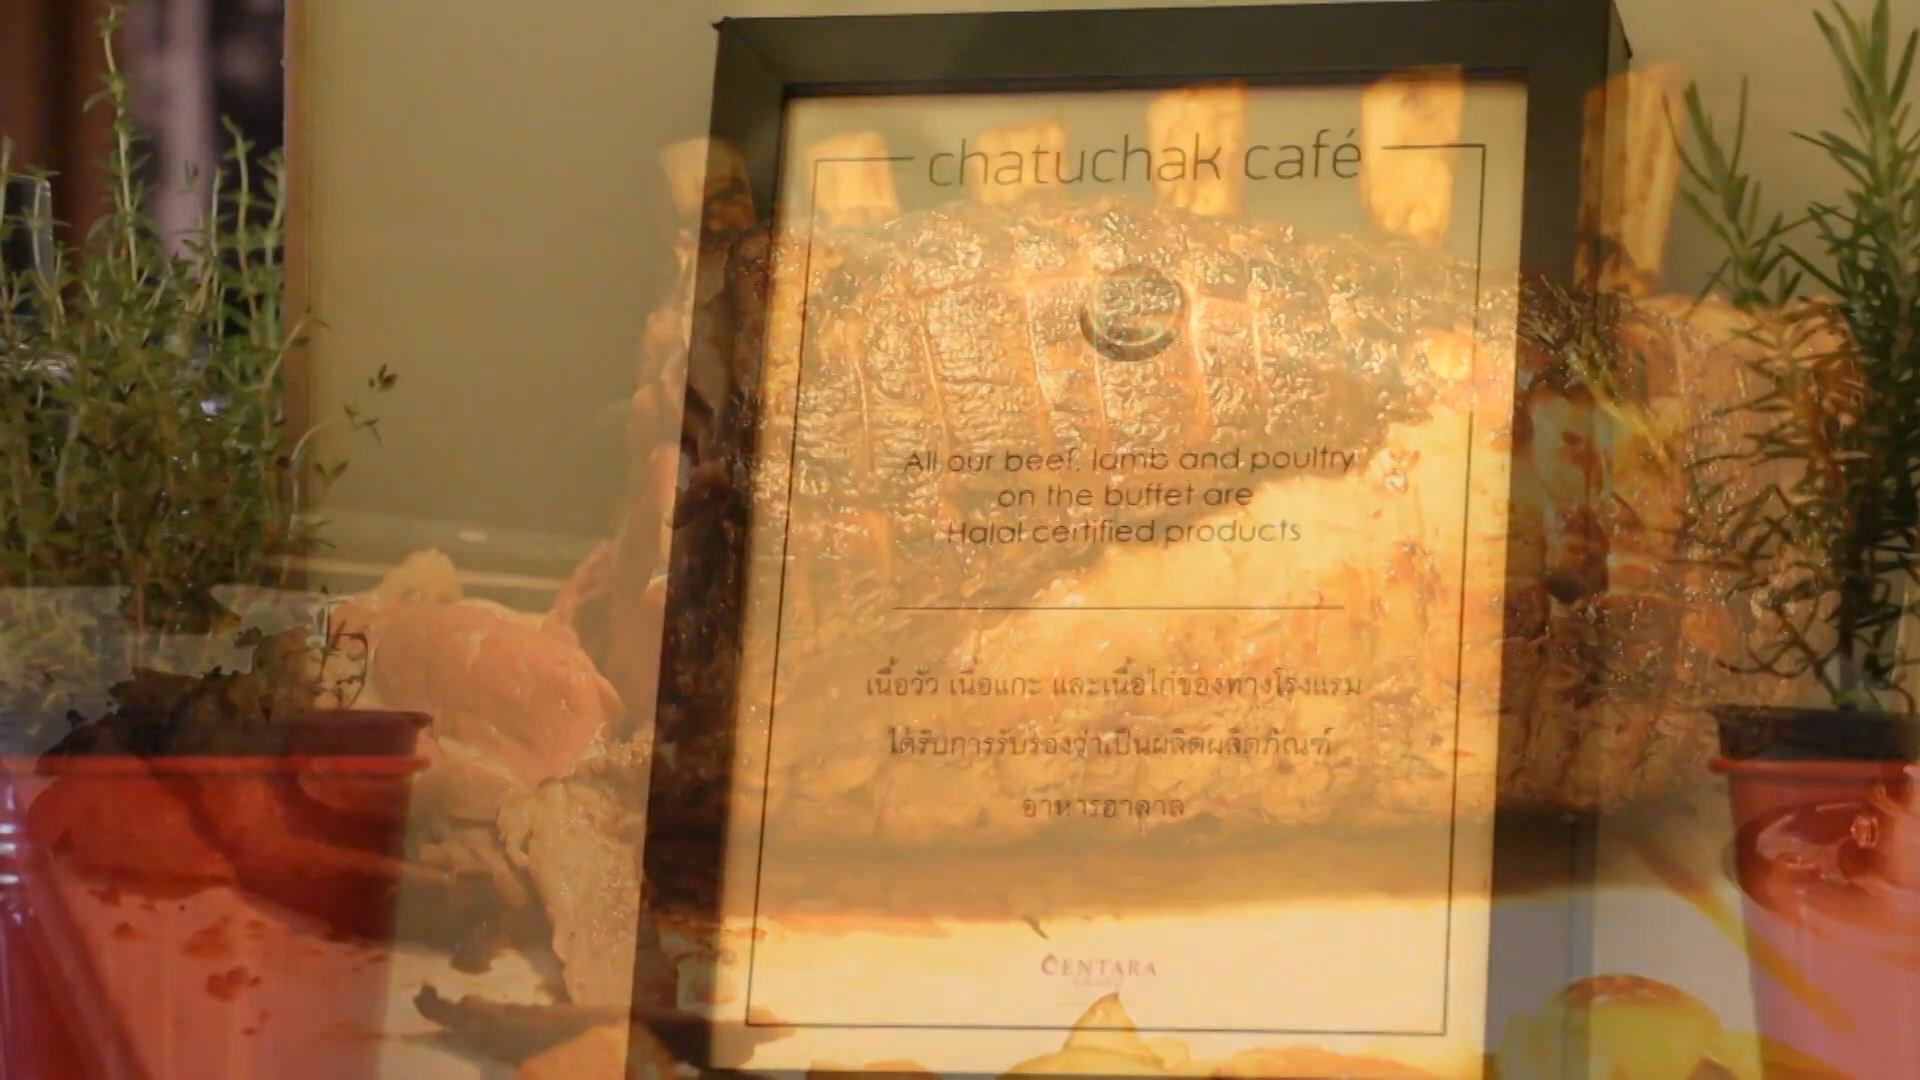 chatuchak café
All our beef, lamb and poultry
on the buffet are
Halal certified products
เนื้อวัว เนื้อแกะ และเนื้อไก่ของทางโรงแรม
ได้รับการรับรองว่าเป็นผลิตผลิตภัณฑ์
อาหารฮาลาล
CENTARA